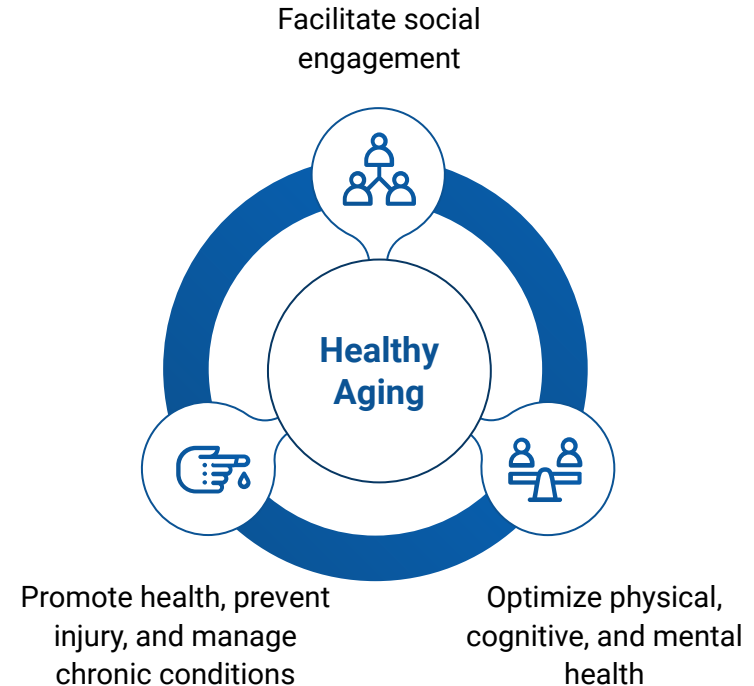 Facilitate social
engagement
Healthy
Aging
Promote health, prevent
injury, and manage
chronic conditions
Optimize physical,
cognitive, and mental
health